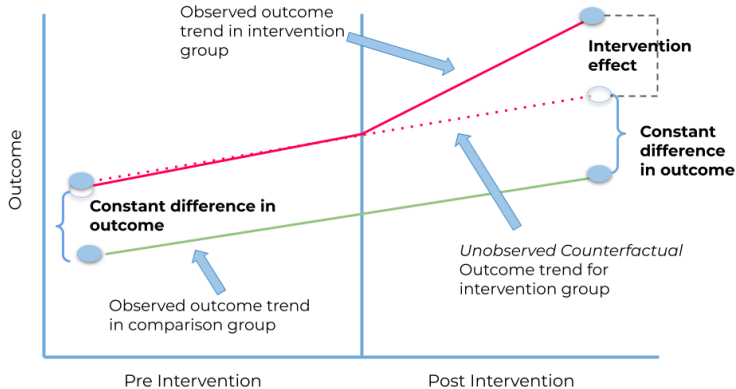 Observed outcome
trend in intervention
group
Intervention
effect
Outcome
Constant
difference
in outcome
Constant difference in
outcome
Unobserved Counterfactual
Outcome trend for
intervention group
Observed outcome trend
in comparison group
Pre Intervention
Post Intervention